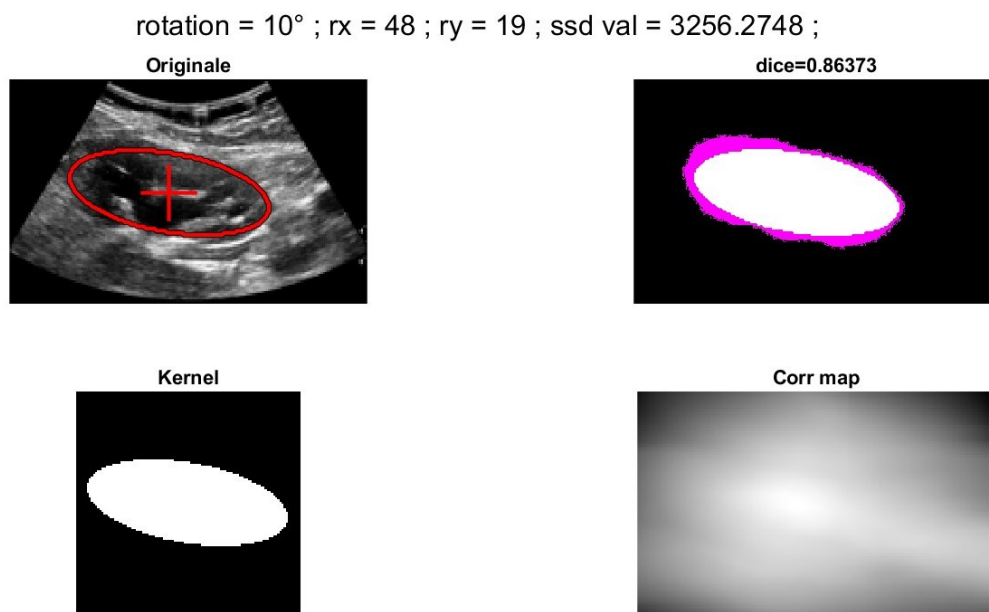 rotation = 10° ; rx = 48 ; ry = 19 ; ssd val = 3256.2748 ;
Originale
dice=0.86373
Kernel
Corr map